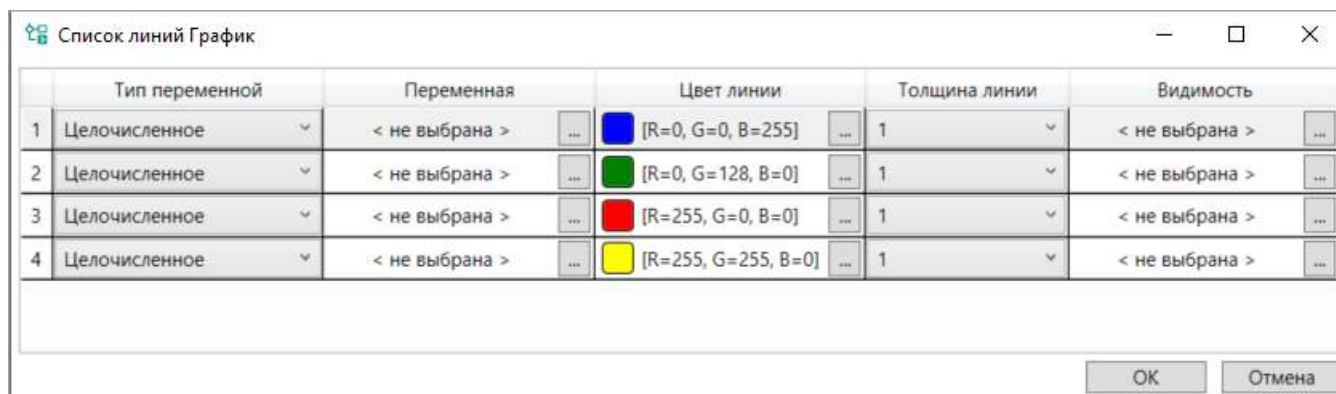 Список линий График
Тип переменной Переменная Цвет линии Толщина линии Видимость
1 Целочисленное < не выбрана > ... [R=0, G=0, B=255] ... 1 < не выбрана > ...
2 Целочисленное < не выбрана > ... [R=0, G=128, B=0] ... 1 < не выбрана > ...
3 Целочисленное < не выбрана > ... [R=255, G=0, B=0] ... 1 < не выбрана > ...
4 Целочисленное < не выбрана > ... [R=255, G=255, B=0] ... 1 < не выбрана > ...
ОК Отмена